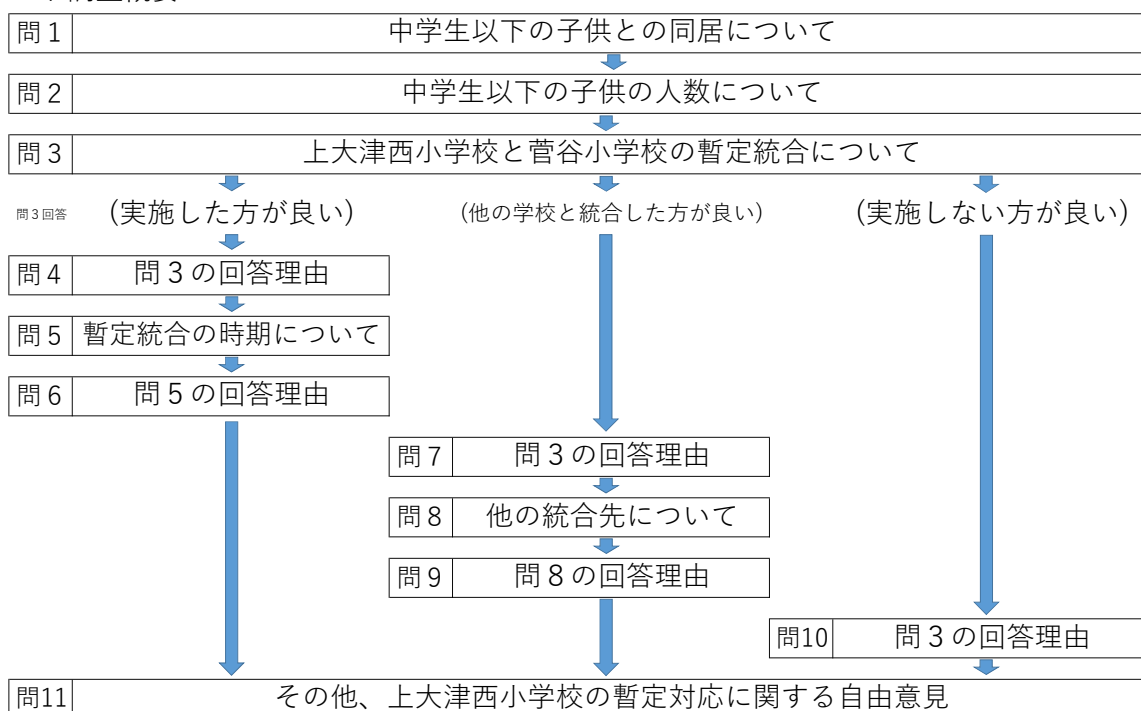 問1 中学生以下の子供との同居について
問2 中学生以下の子供の人数について
問3 上大津西小学校と菅谷小学校の暫定統合について
問3回答 (実施した方が良い) (他の学校と統合した方が良い) (実施しない方が良い)
問4 問3の回答理由
問5 暫定統合の時期について
問6 問5の回答理由
問7 問3の回答理由
問8 他の統合先について
問9 問8の回答理由
問10 問3の回答理由
問11 その他、上大津西小学校の暫定対応に関する自由意見